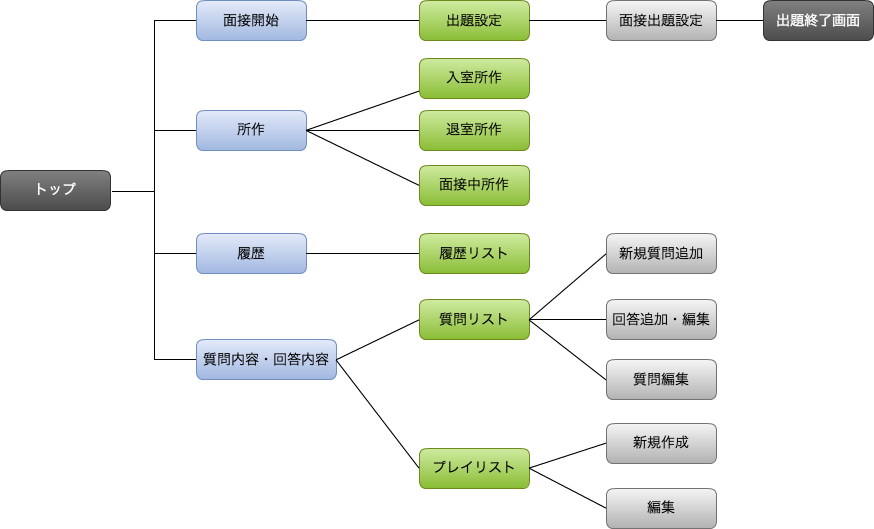 面接開始
出題設定
面接出題設定
出題終了画面
入室所作
所作
退室所作
面接中所作
トップ
履歴
履歴リスト
新規質問追加
質問リスト
回答追加・編集
質問内容・回答内容
質問編集
新規作成
プレイリスト
編集